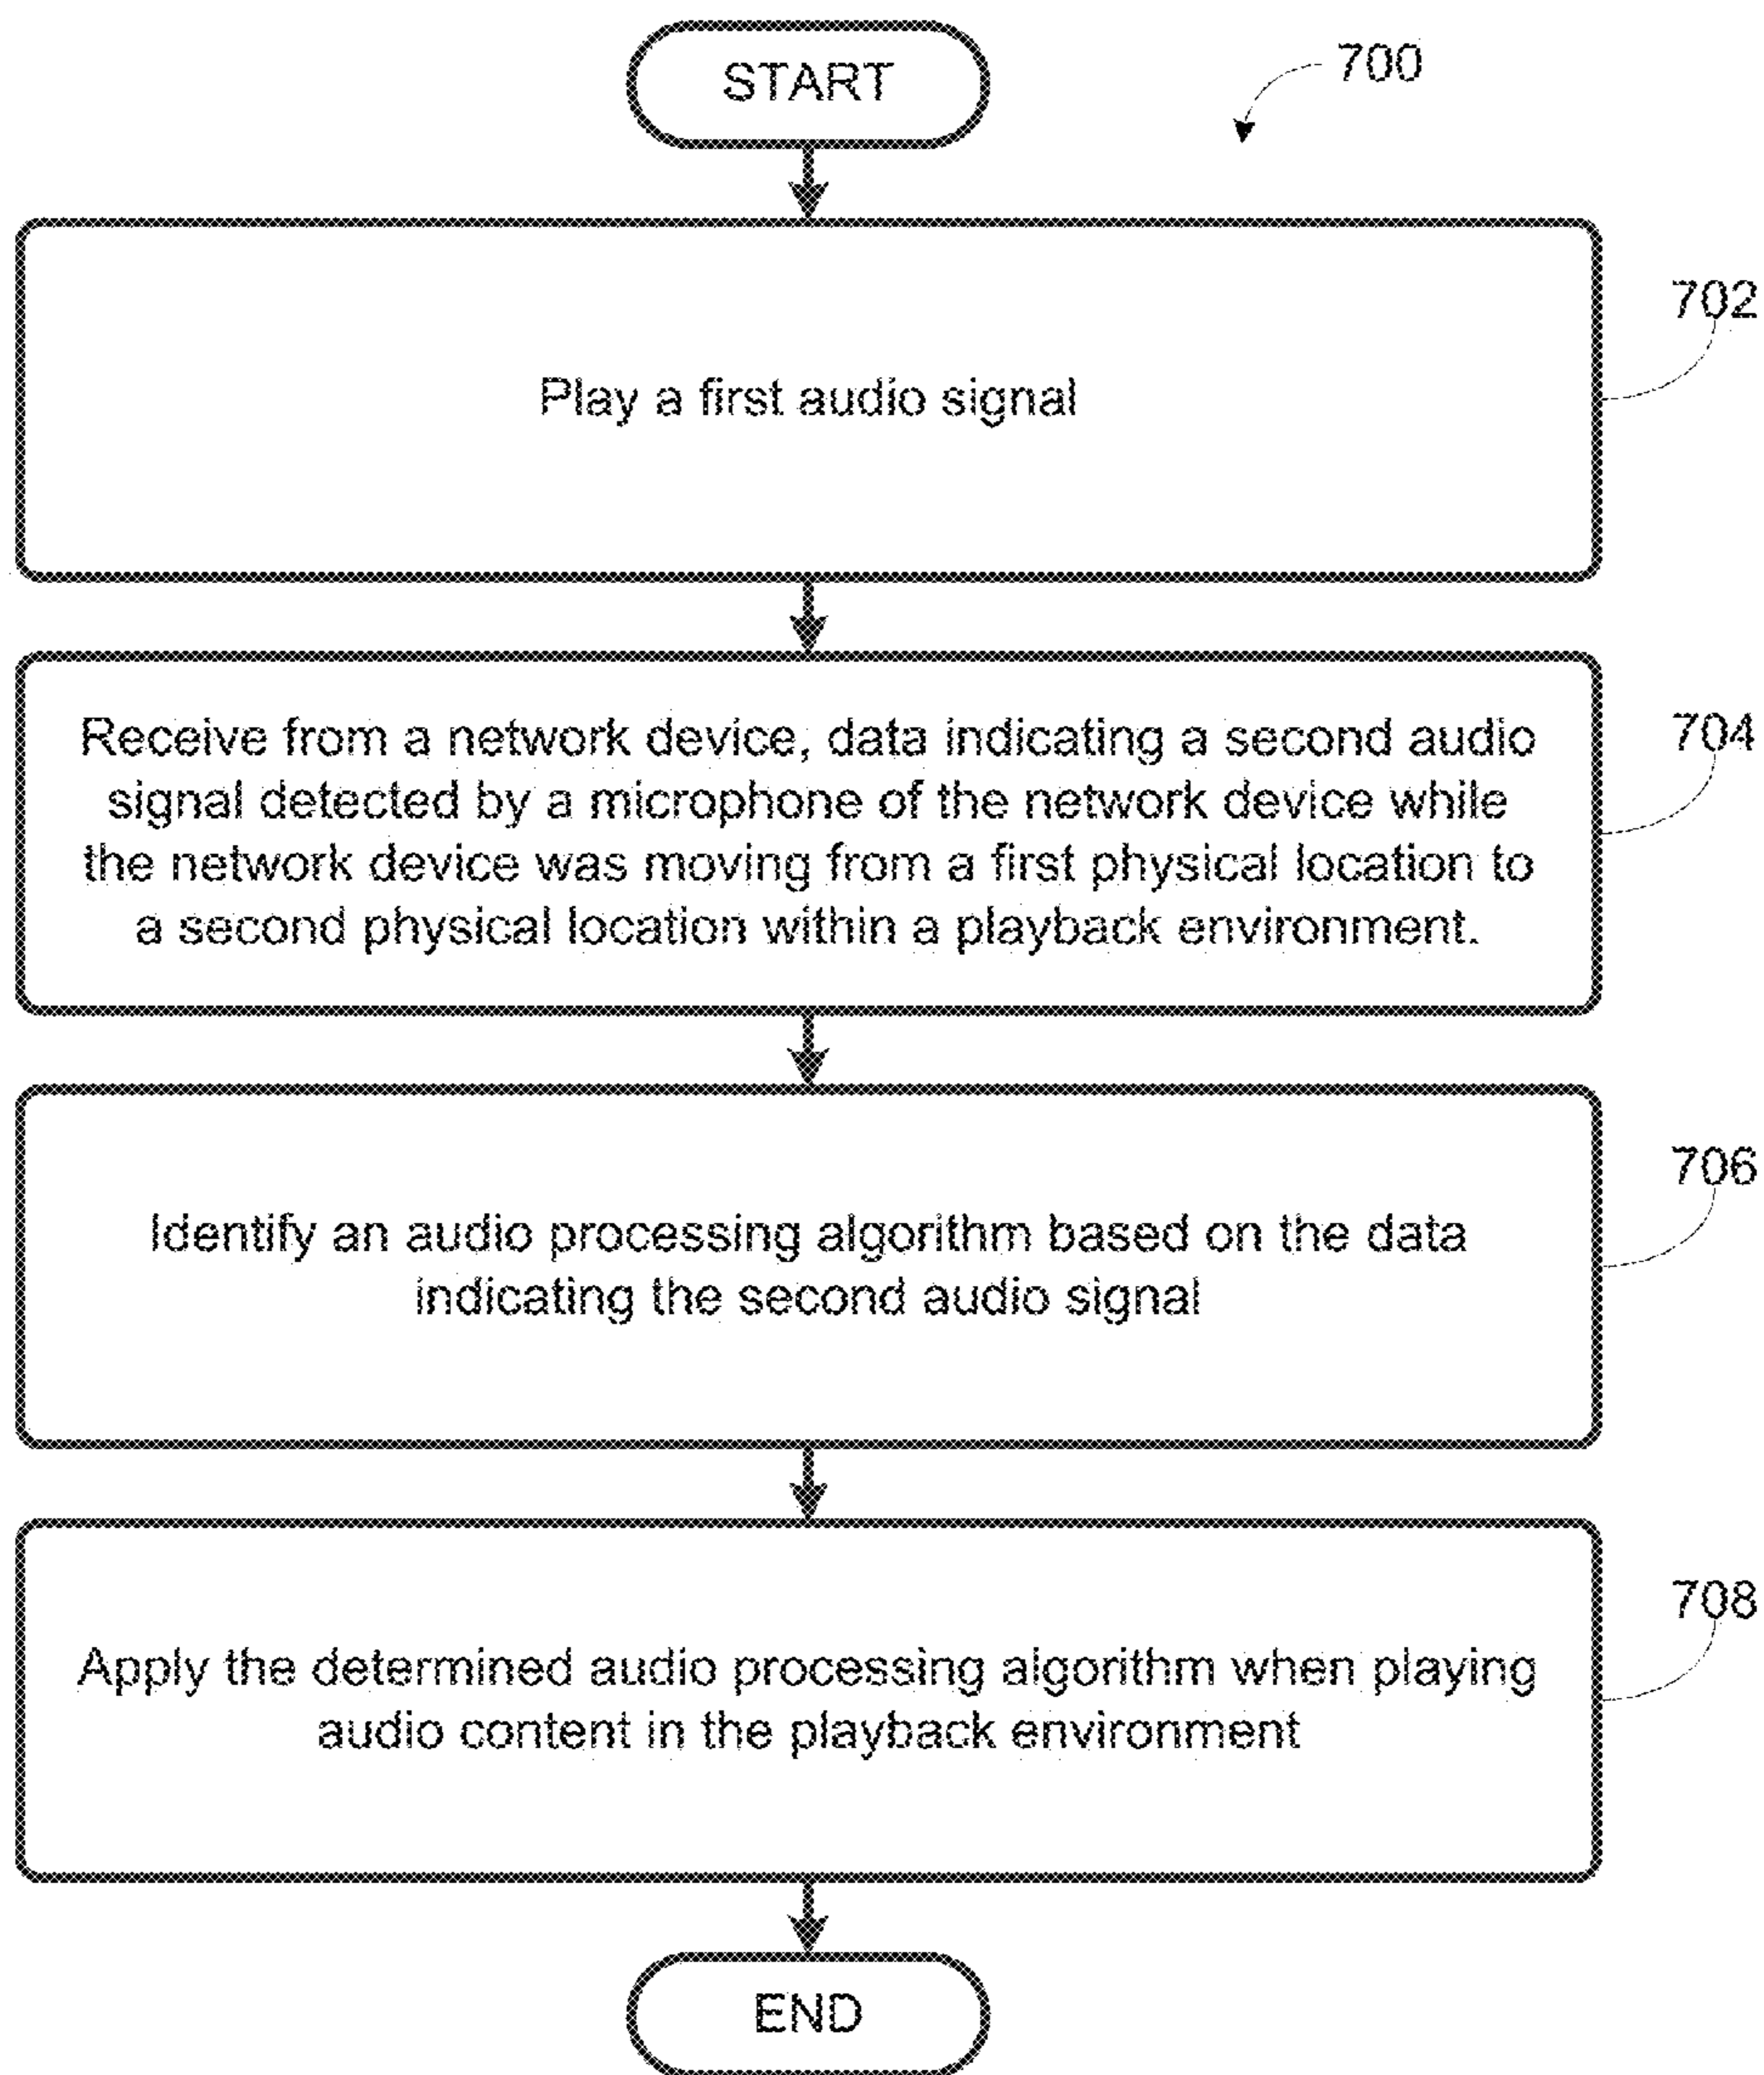 START
700
702
Play a first audio signal
704
Receive from a network device, data indicating a second audio
signal detected by a microphone of the network device while
the network device was moving from a first physical location to
a second physical location within a playback environment.
706
Identify an audio processing algorithm based on the data
indicating the second audio signal
708
Apply the determined audio processing algorithm when playing
audio content in the playback environment
END